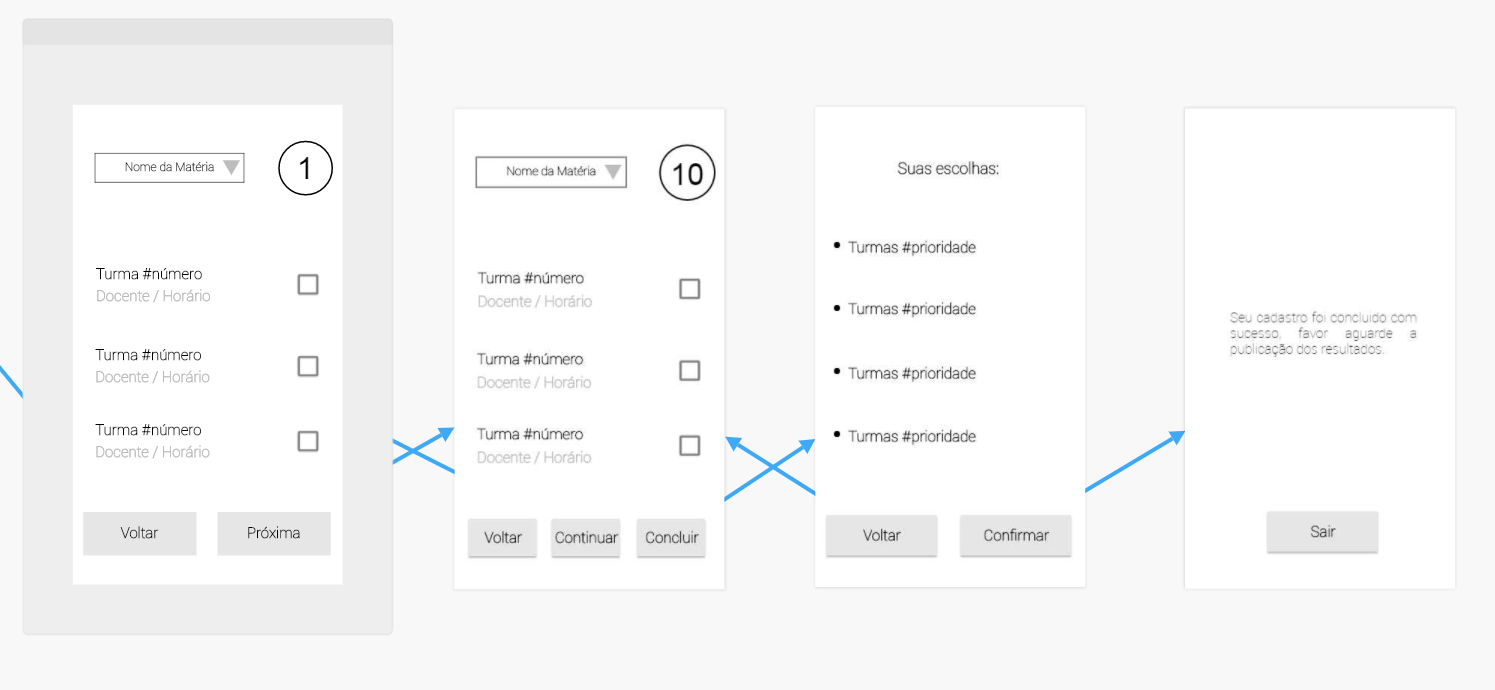 Nome da Matéria
1
Turma #número
Docente / Horário
Turma #número
Docente / Horário
Turma #número
Docente / Horário
Voltar
Próxima
Nome da Matéria
10
Turma #número
Docente / Horário
Turma #número
Docente / Horário
Turma #número
Docente / Horário
Voltar
Continuar
Concluir
Suas escolhas:
Turmas #prioridade
Turmas #prioridade
Turmas #prioridade
Turmas #prioridade
Voltar
Confirmar
Seu cadastro foi concluido com
sucesso, favor aguarde a
publicação dos resultados.
Sair